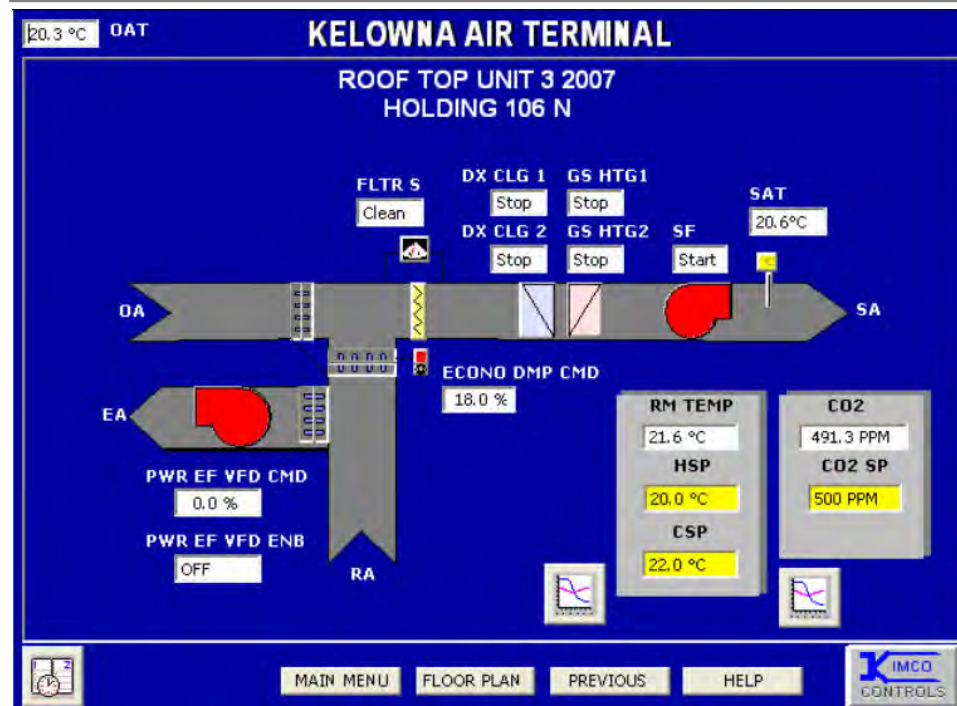 20.3 °C OAT
KELOWNA AIR TERMINAL
ROOF TOP UNIT 3 2007
HOLDING 106 N
FLTR S
Clean
DX CLG 1
Stop
GS HTG1
Stop
DX CLG 2
Stop
GS HTG2
Stop
SF
Start
SAT
20.6°C
OA
SA
ECONO DMP CMD
18.0 %
EA
PWR EF VFD CMD
0.0 %
PWR EF VFD ENB
OFF
RA
RM TEMP
21.6 °C
HSP
20.0 °C
CSP
22.0 °C
CO2
491.3 PPM
CO2 SP
500 PPM
1 2
MAIN MENU
FLOOR PLAN
PREVIOUS
HELP
KIMCO
CONTROLS